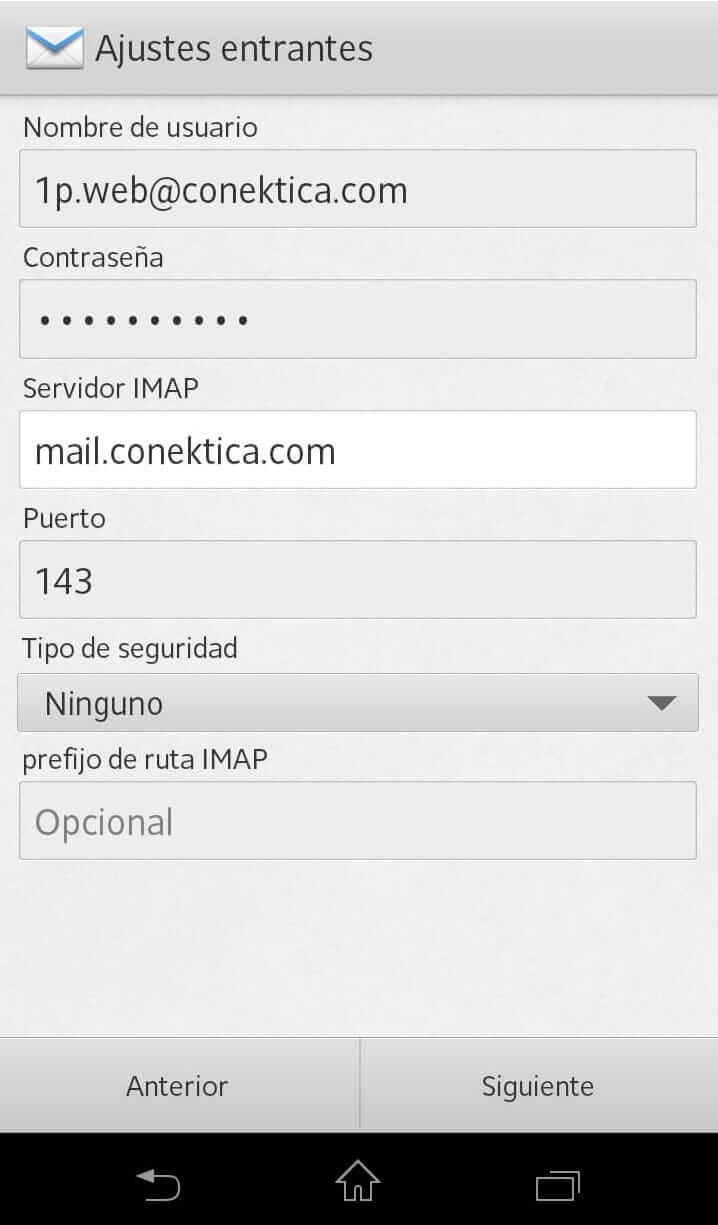 Ajustes entrantes
Nombre de usuario
1p.web@conektica.com
Contraseña
••••••••••
Servidor IMAP
mail.conektica.com
Puerto
143
Tipo de seguridad
Ninguno
prefijo de ruta IMAP
Opcional
Anterior
Siguiente